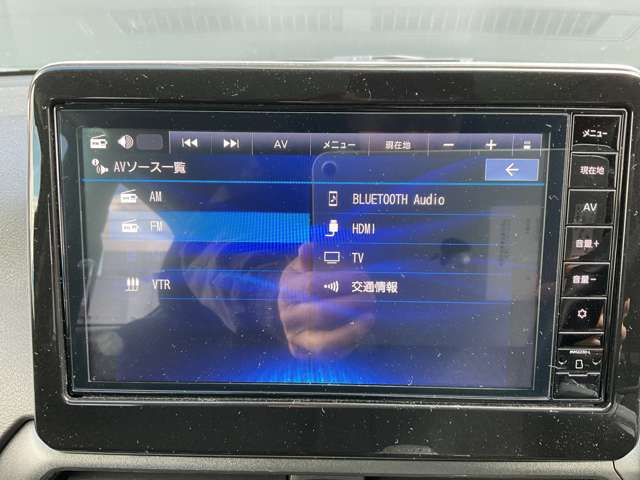 AV メニュー 現在地 － ＋
AVソース一覧
AM
FM
VTR
BLUETOOTH Audio
HDMI
TV
交通情報
メニュー
現在地
AV
音量＋
音量－